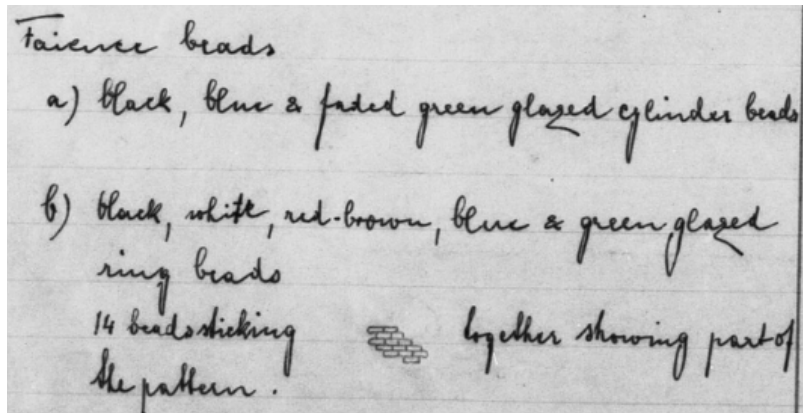 Faience beads
a) black, blue & faded green glazed cylinder beads
b) black, white, red-brown, blue & green glazed
ring beads
14 beads sticking together showing part of
the pattern.